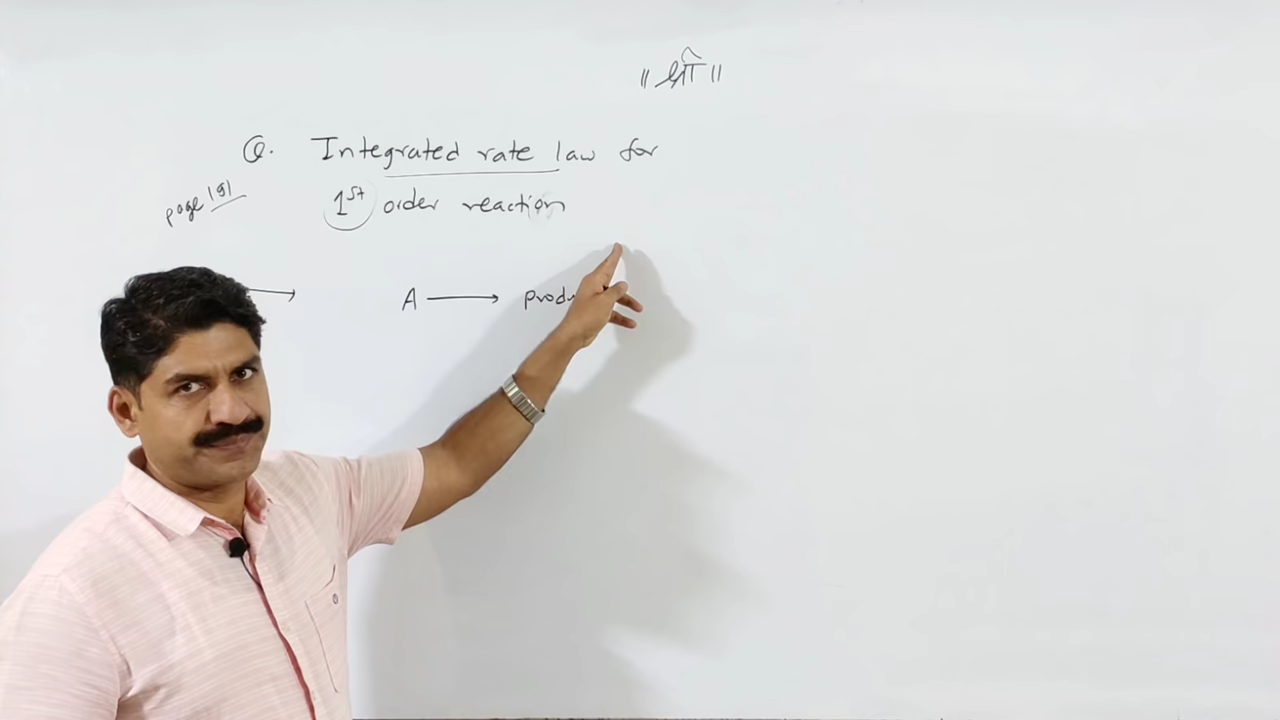 ॥ श्री ॥
Q. Integrated rate law for
page 191
1st order reaction
A ⟶ produ